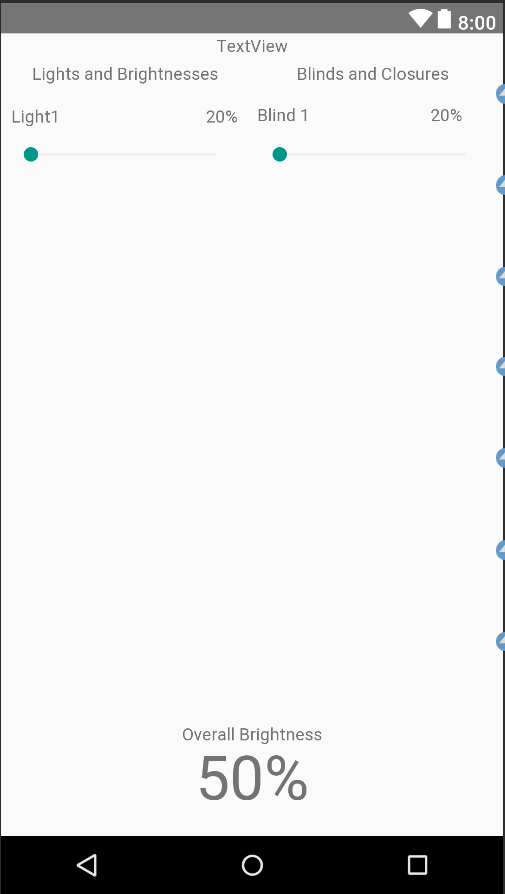 8:00
TextView
Lights and Brightnesses Blinds and Closures
Light1 20% Blind 1 20%
Overall Brightness
50%